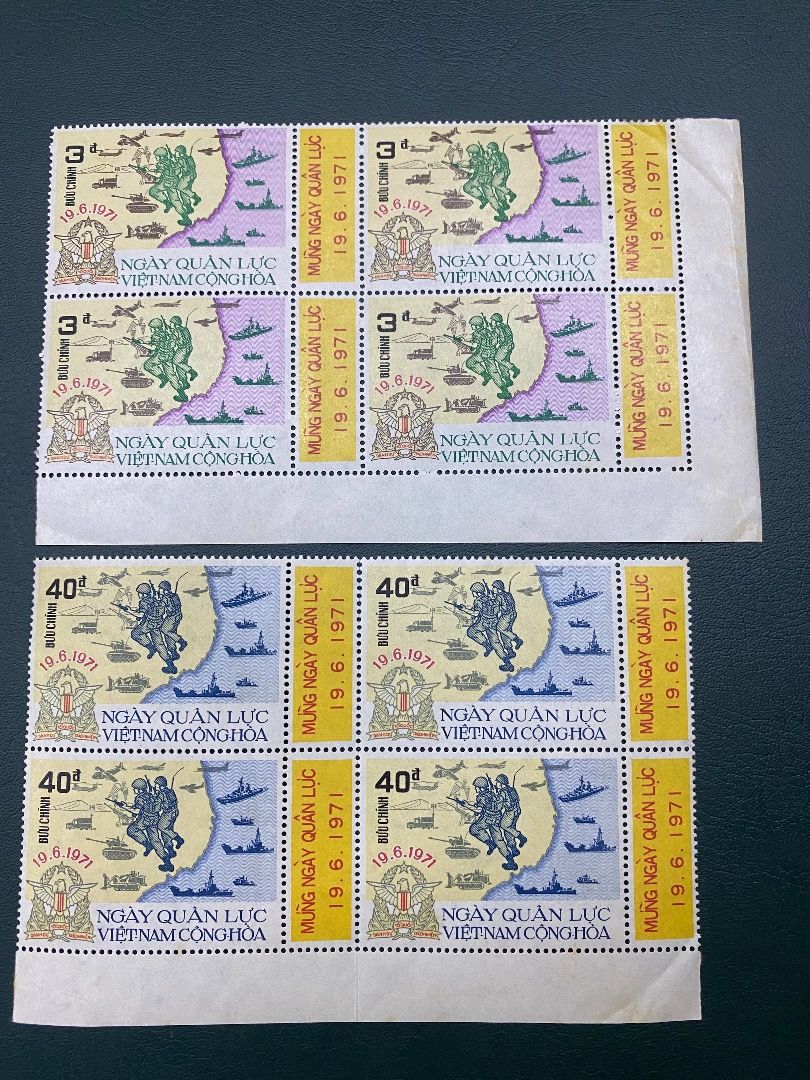 3đ
BƯU CHÍNH
19.6.1971
NGÀY QUÂN LỰC
VIỆT-NAM CỘNG-HÒA
MỪNG NGÀY QUÂN LỰC
19.6.1971
3đ
BƯU CHÍNH
19.6.1971
NGÀY QUÂN LỰC
VIỆT-NAM CỘNG-HÒA
MỪNG NGÀY QUÂN LỰC
19.6.1971
3đ
BƯU CHÍNH
19.6.1971
NGÀY QUÂN LỰC
VIỆT-NAM CỘNG-HÒA
MỪNG NGÀY QUÂN LỰC
19.6.1971
3đ
BƯU CHÍNH
19.6.1971
NGÀY QUÂN LỰC
VIỆT-NAM CỘNG-HÒA
MỪNG NGÀY QUÂN LỰC
19.6.1971
40đ
BƯU CHÍNH
19.6.1971
NGÀY QUÂN LỰC
VIỆT-NAM CỘNG-HÒA
MỪNG NGÀY QUÂN LỰC
19.6.1971
40đ
BƯU CHÍNH
19.6.1971
NGÀY QUÂN LỰC
VIỆT-NAM CỘNG-HÒA
MỪNG NGÀY QUÂN LỰC
19.6.1971
40đ
BƯU CHÍNH
19.6.1971
NGÀY QUÂN LỰC
VIỆT-NAM CỘNG-HÒA
MỪNG NGÀY QUÂN LỰC
19.6.1971
40đ
BƯU CHÍNH
19.6.1971
NGÀY QUÂN LỰC
VIỆT-NAM CỘNG-HÒA
MỪNG NGÀY QUÂN LỰC
19.6.1971